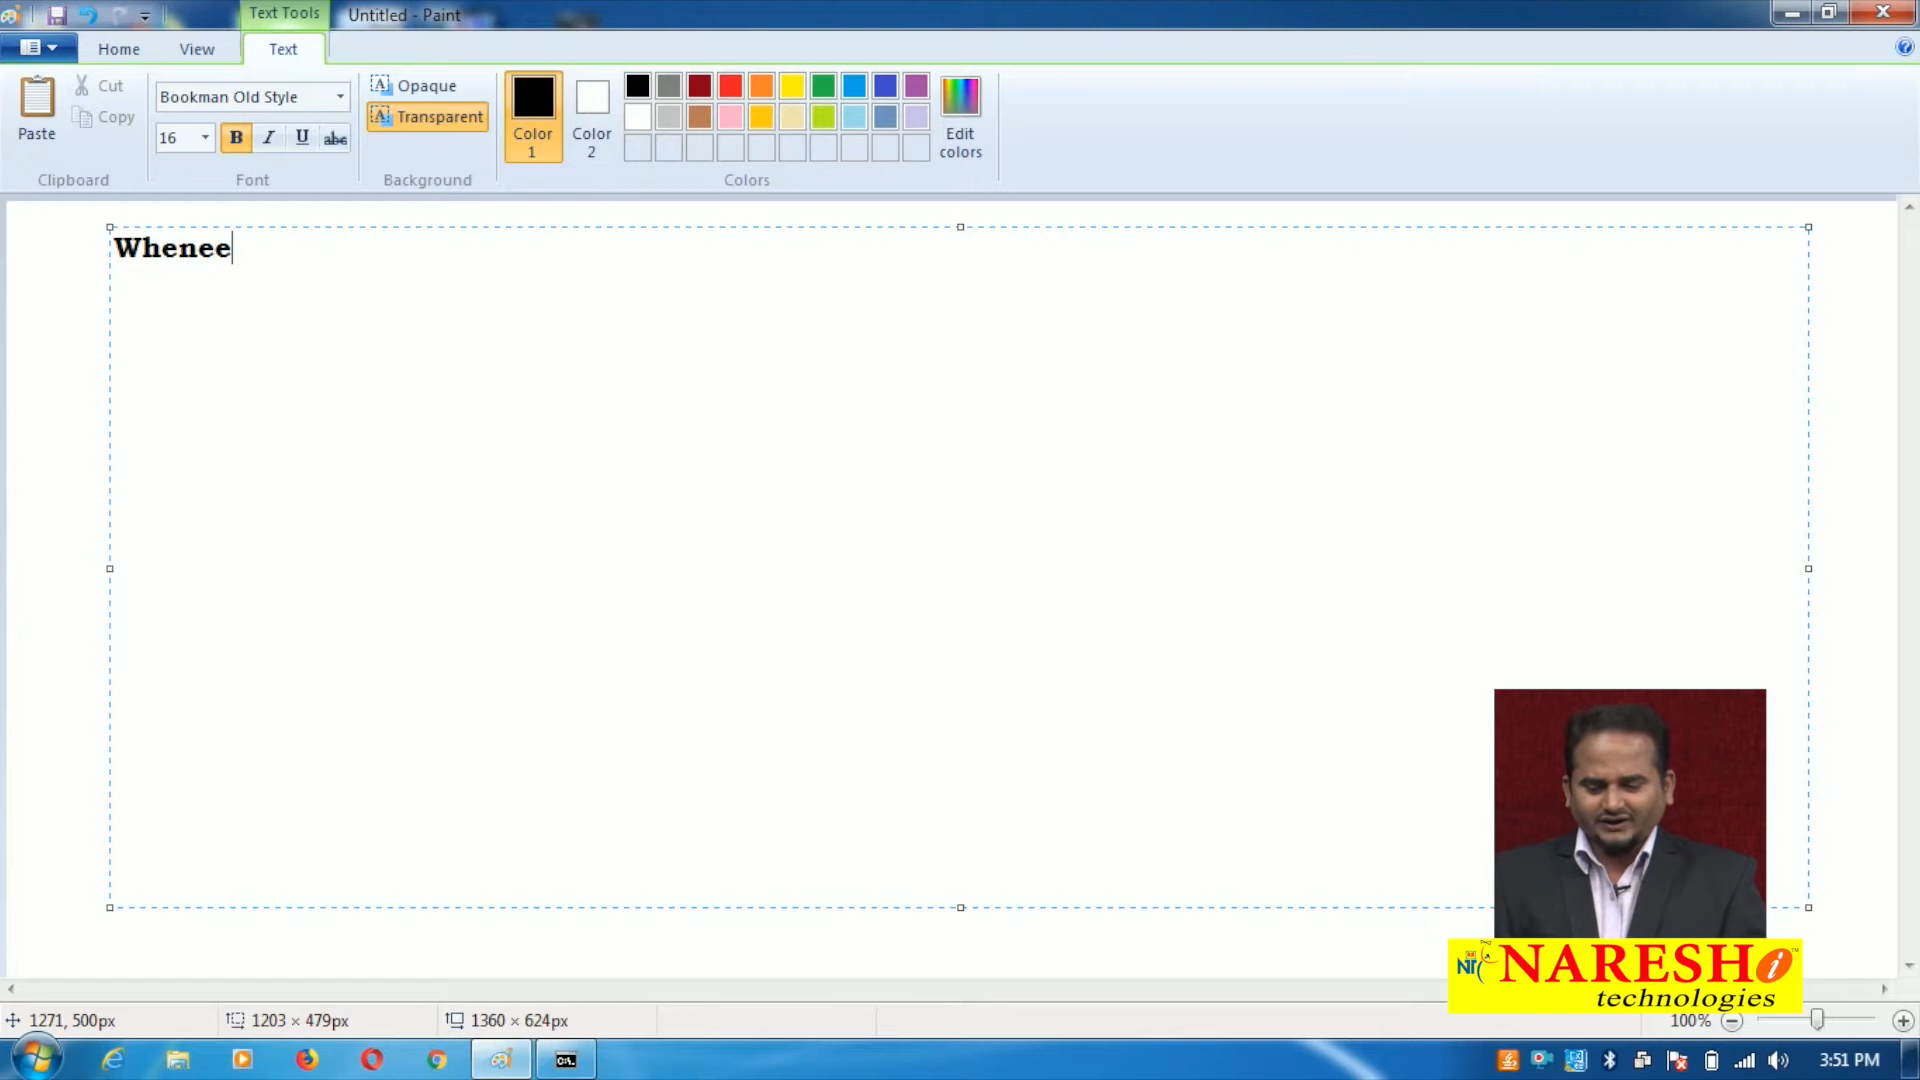 Text Tools
Untitled - Paint
Home
View
Text
Paste
Cut
Copy
Clipboard
Bookman Old Style
16
B
I
U
abc
Font
Opaque
Transparent
Background
Color
1
Color
2
Edit
colors
Colors
Whenee
NT
NARESH i ™
technologies
1271, 500px
1203 × 479px
1360 × 624px
100%
C:\.
3:51 PM